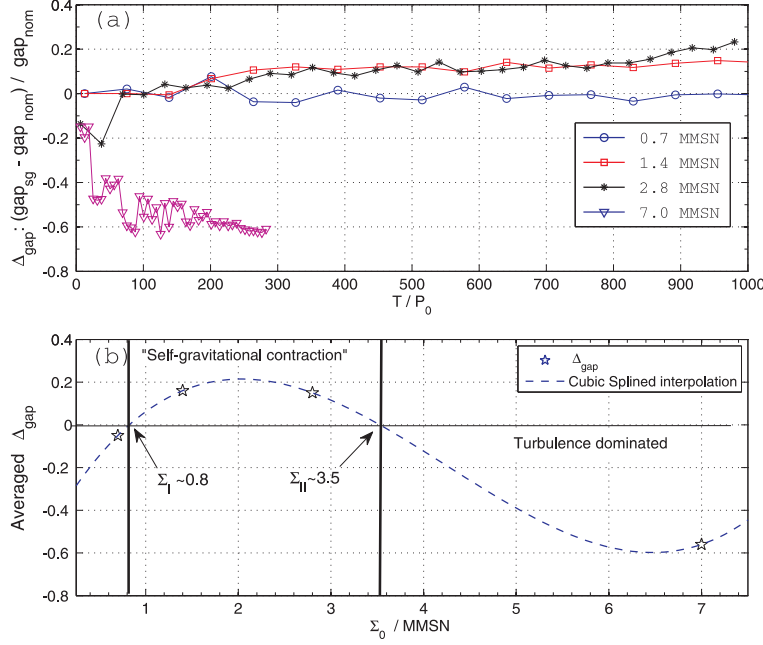 (a)
Δgap: (gapsg - gapnom) / gapnom
0.4
0.2
0
-0.2
-0.4
-0.6
-0.8
0.7 MMSN
1.4 MMSN
2.8 MMSN
7.0 MMSN
0 100 200 300 400 500 600 700 800 900 1000
T / P0
(b)
Averaged Δgap
0.4
0.2
0
-0.2
-0.4
-0.6
-0.8
"Self-gravitational contraction"
Δgap
Cubic Splined interpolation
Turbulence dominated
ΣI ~0.8
ΣII~3.5
1 2 3 4 5 6 7
Σ0 / MMSN